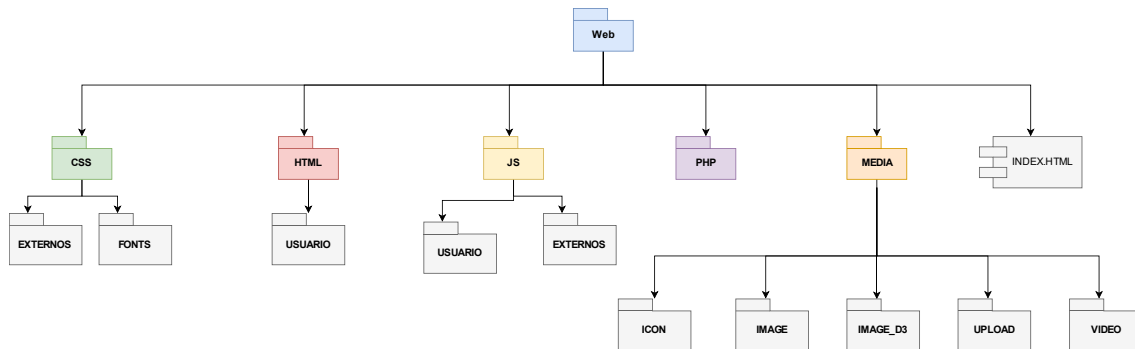 Web
CSS
HTML
JS
PHP
MEDIA
INDEX.HTML
EXTERNOS
FONTS
USUARIO
USUARIO
EXTERNOS
ICON
IMAGE
IMAGE_D3
UPLOAD
VIDEO